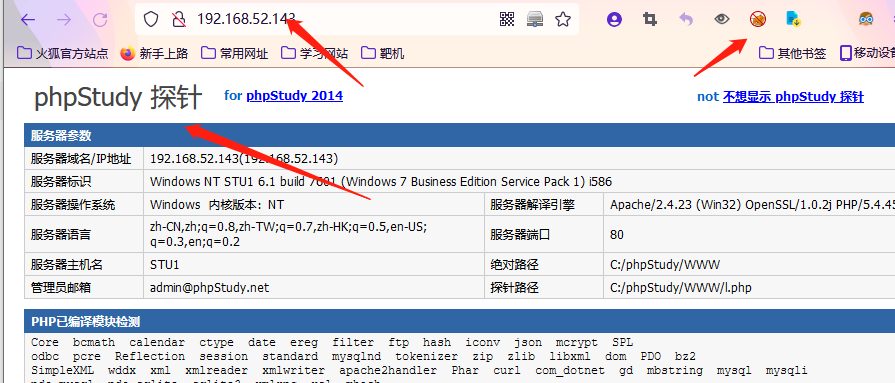 192.168.52.143
火狐官方站点 新手上路 常用网址 学习网站 靶机 其他书签 移动设备
phpStudy 探针 for phpStudy 2014 not 不想显示 phpStudy 探针
服务器参数
服务器域名/IP地址 192.168.52.143(192.168.52.143)
服务器标识 Windows NT STU1 6.1 build 7601 (Windows 7 Business Edition Service Pack 1) i586
服务器操作系统 Windows 内核版本：NT 服务器解译引擎 Apache/2.4.23 (Win32) OpenSSL/1.0.2j PHP/5.4.45
服务器语言 zh-CN,zh;q=0.8,zh-TW;q=0.7,zh-HK;q=0.5,en-US;
q=0.3,en;q=0.2 服务器端口 80
服务器主机名 STU1 绝对路径 C:/phpStudy/WWW
管理员邮箱 admin@phpStudy.net 探针路径 C:/phpStudy/WWW/l.php
PHP已编译模块检测
Core bcmath calendar ctype date ereg filter ftp hash iconv json mcrypt SPL
odbc pcre Reflection session standard mysqlnd tokenizer zip zlib libxml dom PDO bz2
SimpleXML wddx xml xmlreader xmlwriter apache2handler Phar curl com_dotnet gd mbstring mysql mysqli